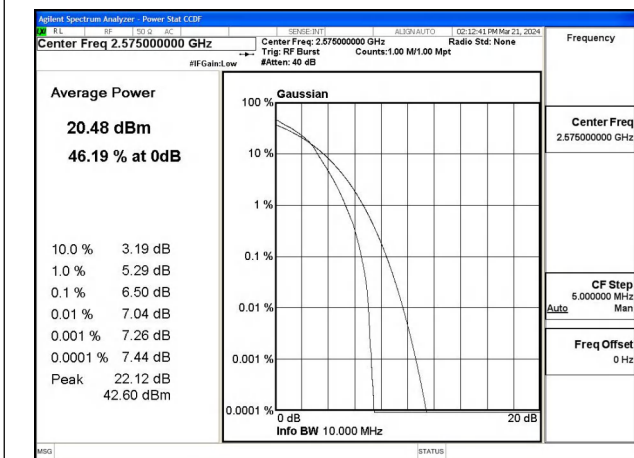 Agilent Spectrum Analyzer - Power Stat CCDF
RL RF 50 Ω AC SENSE:INT ALIGNAUTO 02:12:41 PM Mar 21, 2024
Center Freq 2.575000000 GHz
Center Freq: 2.575000000 GHz Radio Std: None
Trig: RF Burst Counts:1.00 M/1.00 Mpt
#IFGain:Low #Atten: 40 dB
Frequency
Average Power
20.48 dBm
46.19 % at 0dB
10.0 % 3.19 dB
1.0 % 5.29 dB
0.1 % 6.50 dB
0.01 % 7.04 dB
0.001 % 7.26 dB
0.0001 % 7.44 dB
Peak 22.12 dB
42.60 dBm
Gaussian
100 %
10 %
1 %
0.1 %
0.01 %
0.001 %
0.0001 %
0 dB 20 dB
Info BW 10.000 MHz
Center Freq
2.575000000 GHz
CF Step
5.000000 MHz
Auto Man
Freq Offset
0 Hz
MSG STATUS